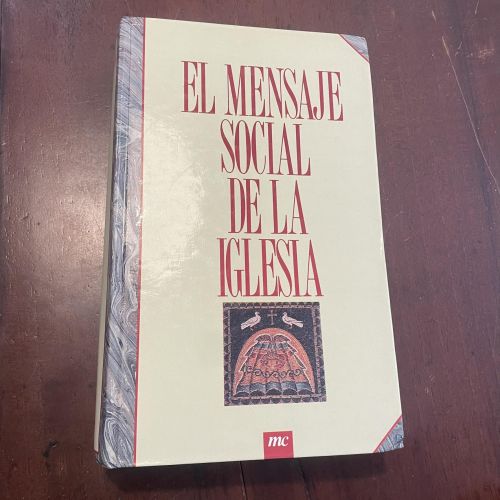 EL MENSAJE
SOCIAL
DE LA
IGLESIA
mc